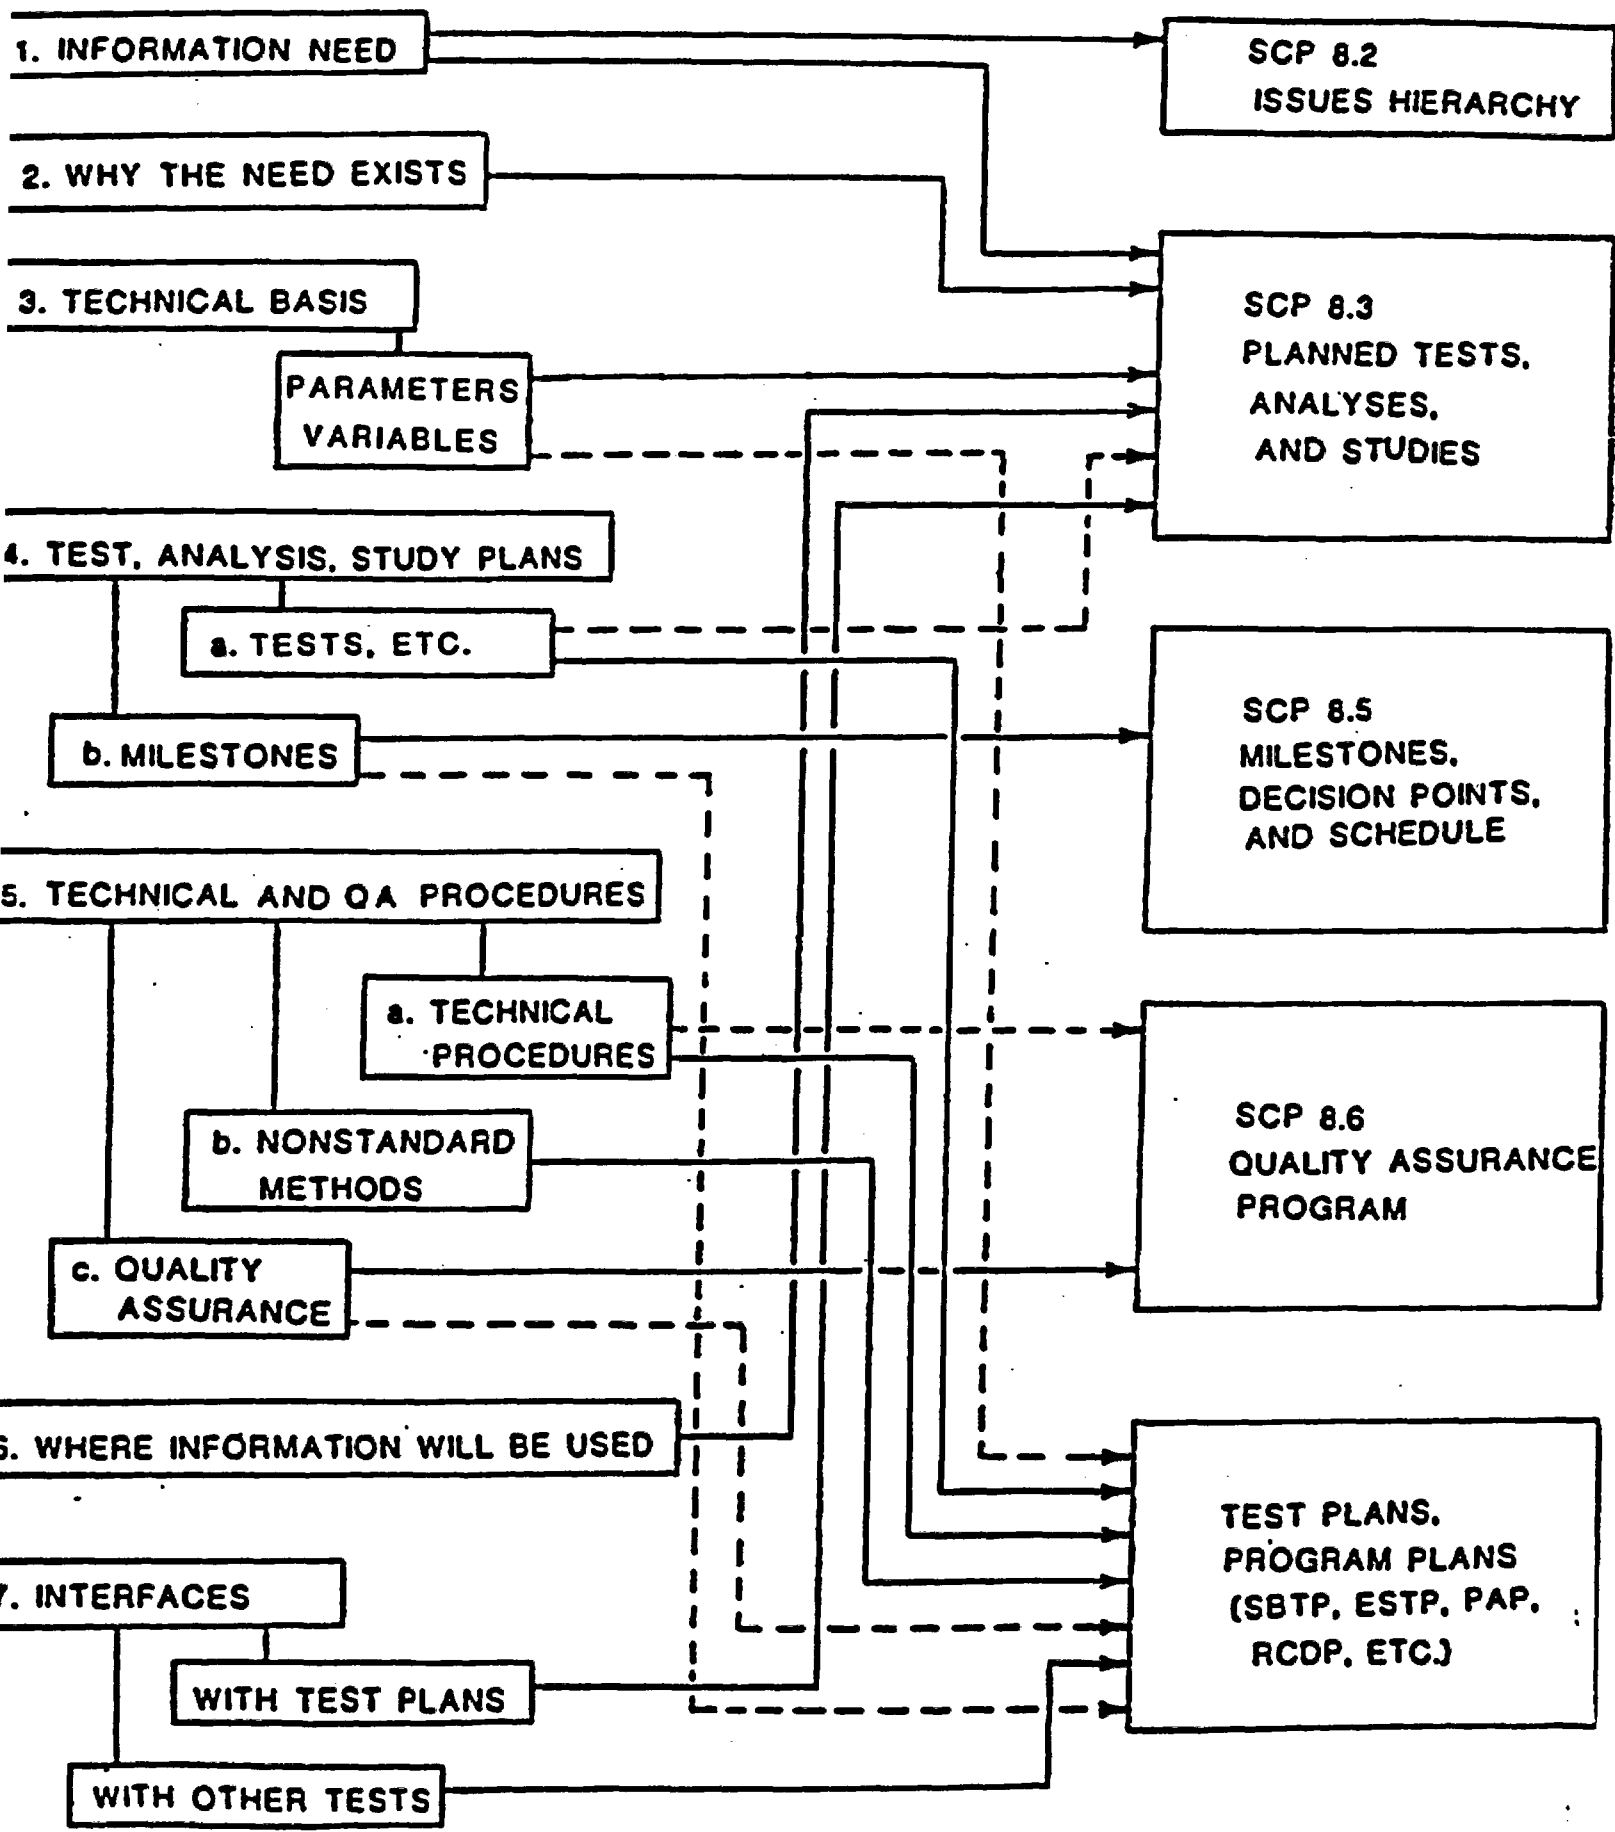 1. INFORMATION NEED
SCP 8.2
ISSUES HIERARCHY
2. WHY THE NEED EXISTS
3. TECHNICAL BASIS
PARAMETERS
VARIABLES
SCP 8.3
PLANNED TESTS,
ANALYSES,
AND STUDIES
4. TEST, ANALYSIS, STUDY PLANS
a. TESTS, ETC.
b. MILESTONES
SCP 8.5
MILESTONES,
DECISION POINTS,
AND SCHEDULE
5. TECHNICAL AND QA PROCEDURES
a. TECHNICAL
PROCEDURES
b. NONSTANDARD
METHODS
c. QUALITY
ASSURANCE
SCP 8.6
QUALITY ASSURANCE
PROGRAM
6. WHERE INFORMATION WILL BE USED
7. INTERFACES
WITH TEST PLANS
WITH OTHER TESTS
TEST PLANS,
PROGRAM PLANS
(SBTP, ESTP, PAP,
RCDP, ETC.)